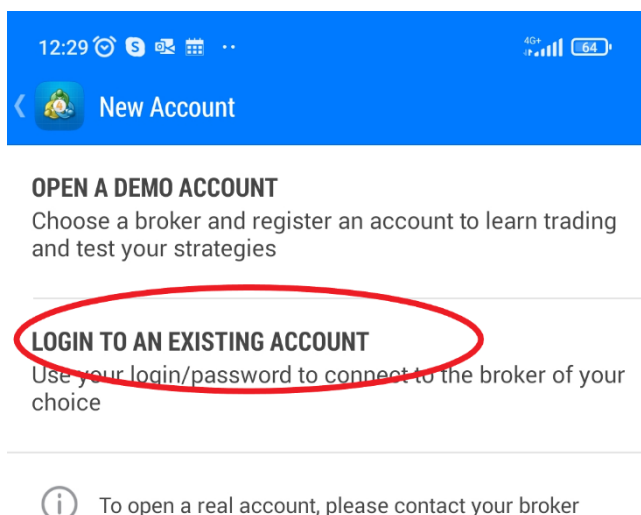 12:29
4G+
64
New Account
OPEN A DEMO ACCOUNT
Choose a broker and register an account to learn trading
and test your strategies
LOGIN TO AN EXISTING ACCOUNT
Use your login/password to connect to the broker of your
choice
To open a real account, please contact your broker